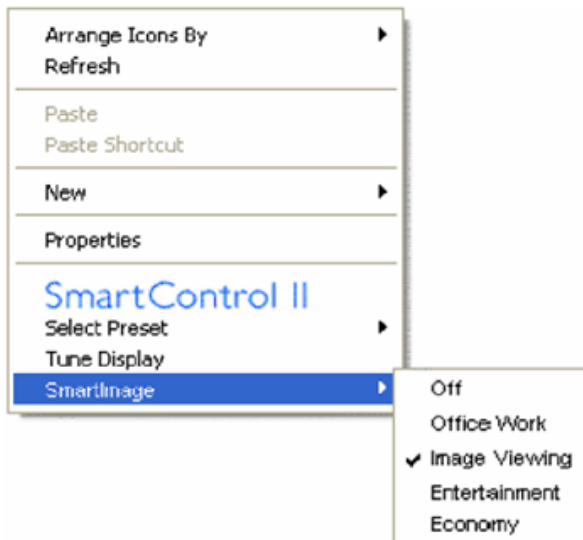 Arrange Icons By
Refresh
Paste
Paste Shortcut
New
Properties
SmartControl II
Select Preset
Tune Display
SmartImage
Off
Office Work
Image Viewing
Entertainment
Economy